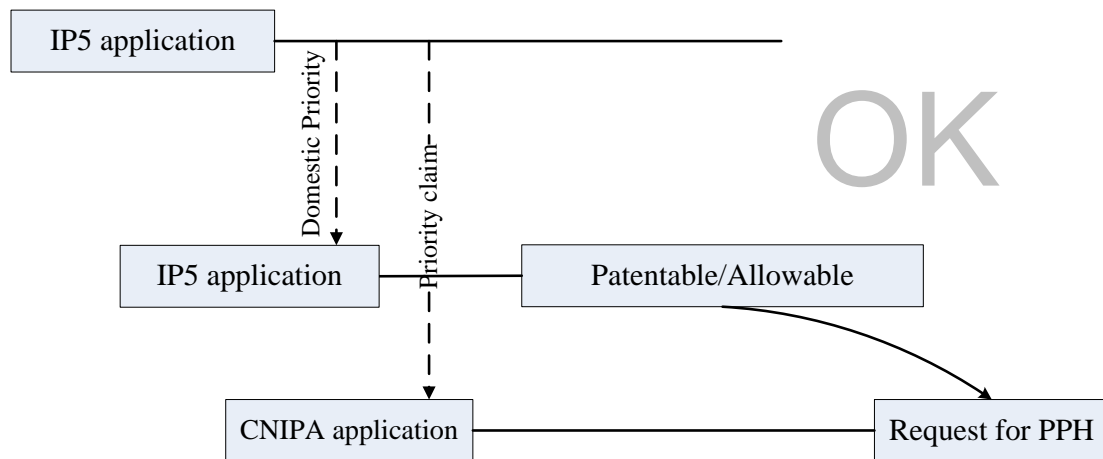 IP5 application
OK
Domestic Priority
Priority claim
IP5 application
Patentable/Allowable
CNIPA application
Request for PPH